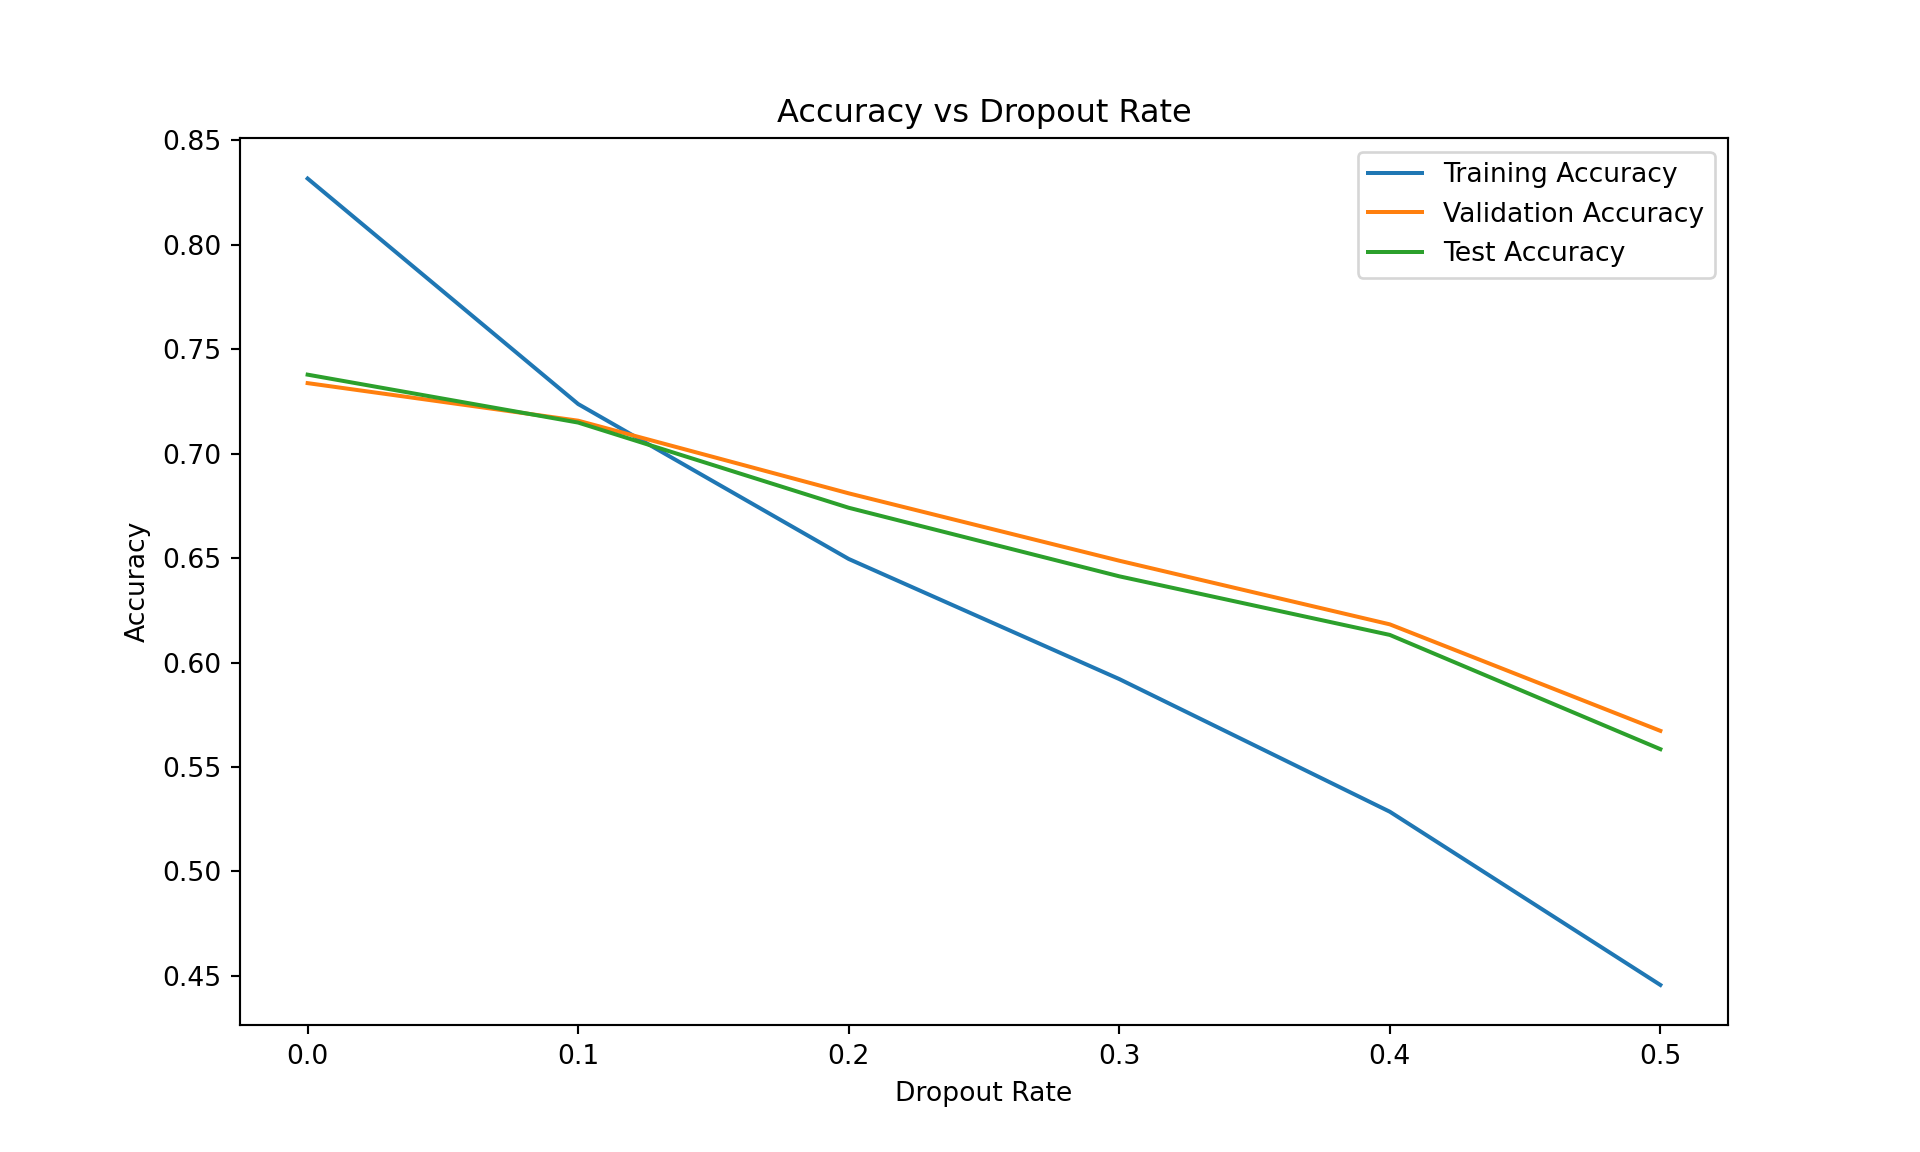 Accuracy vs Dropout Rate
Training Accuracy
Validation Accuracy
Test Accuracy
Accuracy
0.85
0.80
0.75
0.70
0.65
0.60
0.55
0.50
0.45
0.0 0.1 0.2 0.3 0.4 0.5
Dropout Rate